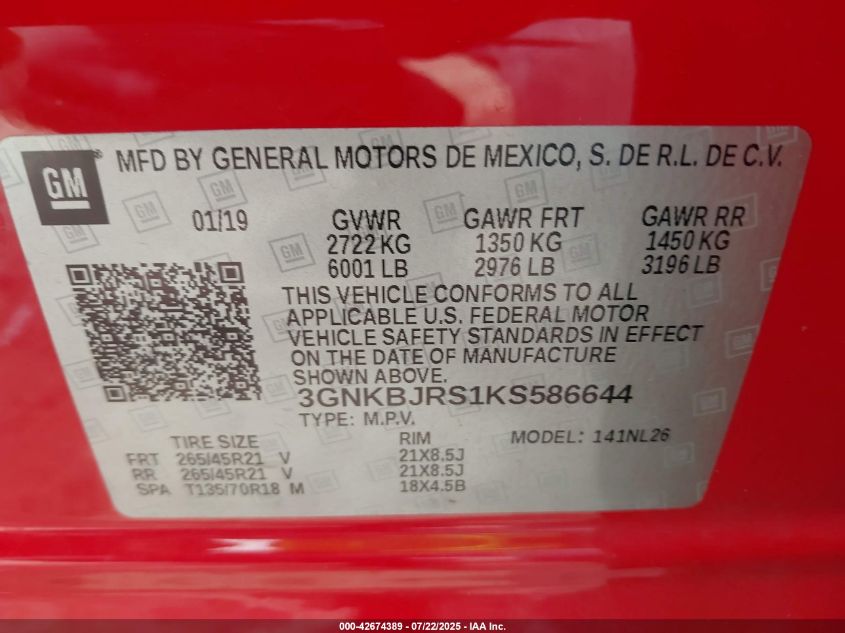 GM
MFD BY GENERAL MOTORS DE MEXICO, S. DE R.L. DE C.V.
01/19 GVWR GAWR FRT GAWR RR
2722 KG 1350 KG 1450 KG
6001 LB 2976 LB 3196 LB
THIS VEHICLE CONFORMS TO ALL
APPLICABLE U.S. FEDERAL MOTOR
VEHICLE SAFETY STANDARDS IN EFFECT
ON THE DATE OF MANUFACTURE
SHOWN ABOVE.
3GNKBJRS1KS586644
TYPE: M.P.V.
TIRE SIZE RIM MODEL: 141NL26
FRT 265/45R21 V 21X8.5J
RR 265/45R21 V 21X8.5J
SPA T135/70R18 M 18X4.5B
000-42674389 - 07/22/2025 - IAA Inc.